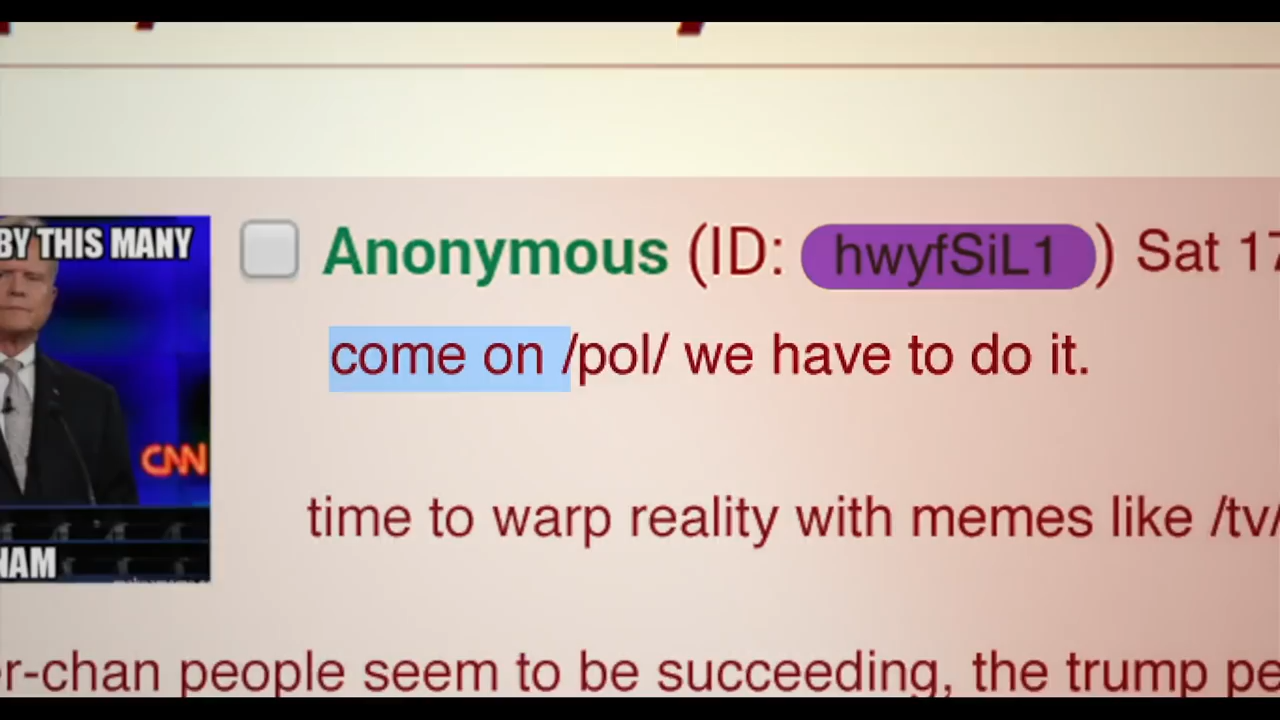 BY THIS MANY
CNN
NAM
Anonymous (ID: hwyfSiL1) Sat 17
come on /pol/ we have to do it.
time to warp reality with memes like /tv/
er-chan people seem to be succeeding, the trump pe